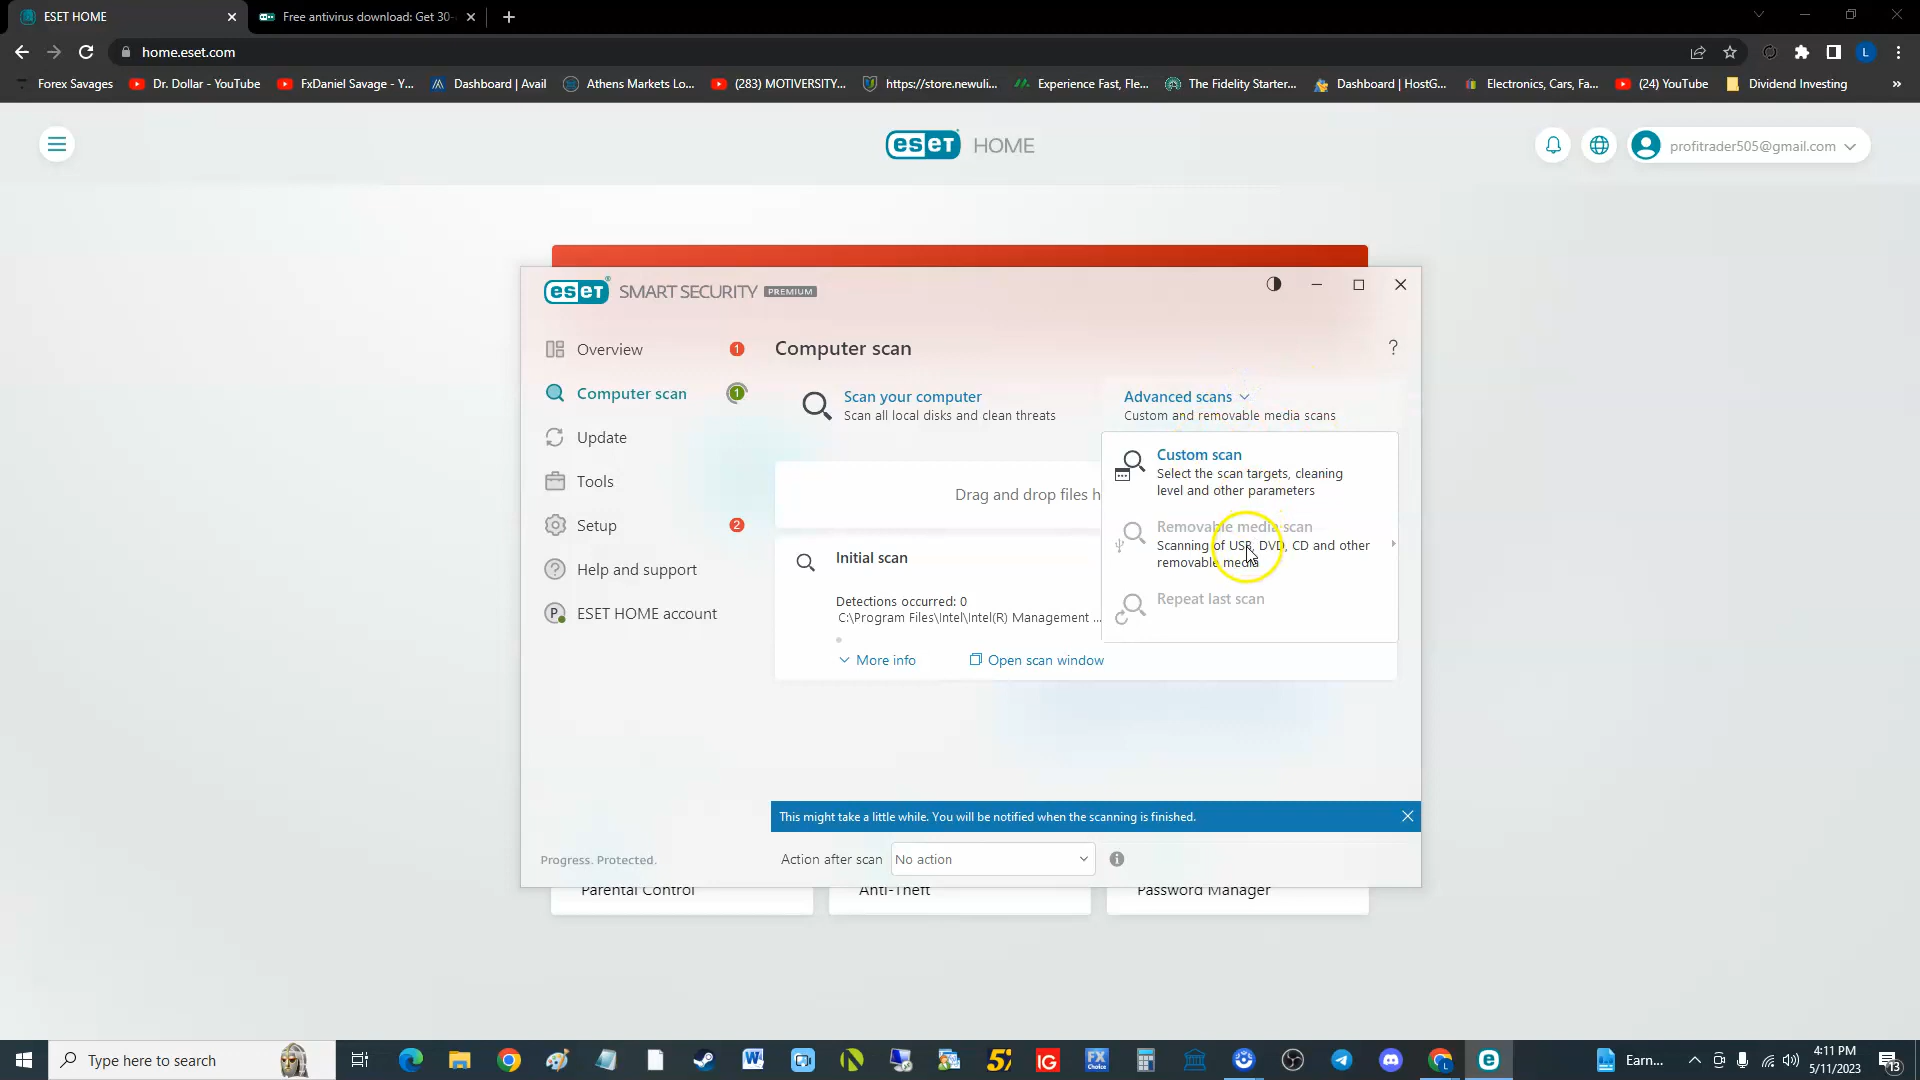 ESET HOME
Free antivirus download: Get 30-
home.eset.com
Forex Savages
Dr. Dollar - YouTube
FxDaniel Savage - Y...
Dashboard | Avail
Athens Markets Lo...
(283) MOTIVERSITY...
https://store.newuli...
Experience Fast, Fle...
The Fidelity Starter...
Dashboard | HostG...
Electronics, Cars, Fa...
(24) YouTube
Dividend Investing
eSET HOME
profitrader505@gmail.com
eSET SMART SECURITY PREMIUM
Overview 1
Computer scan 1
Update
Tools
Setup 2
Help and support
P ESET HOME account
Computer scan
?
Scan your computer
Scan all local disks and clean threats
Advanced scans
Custom and removable media scans
Custom scan
Select the scan targets, cleaning
level and other parameters
Removable media scan
Scanning of USB, DVD, CD and other
removable media
Repeat last scan
Drag and drop files h
Initial scan
Detections occurred: 0
C:\Program Files\Intel\Intel(R) Management ...
More info
Open scan window
This might take a little while. You will be notified when the scanning is finished.
Progress. Protected.
Action after scan No action
Parental Control
Anti-Theft
Password Manager
Type here to search
Earn...
4:11 PM
5/11/2023
13